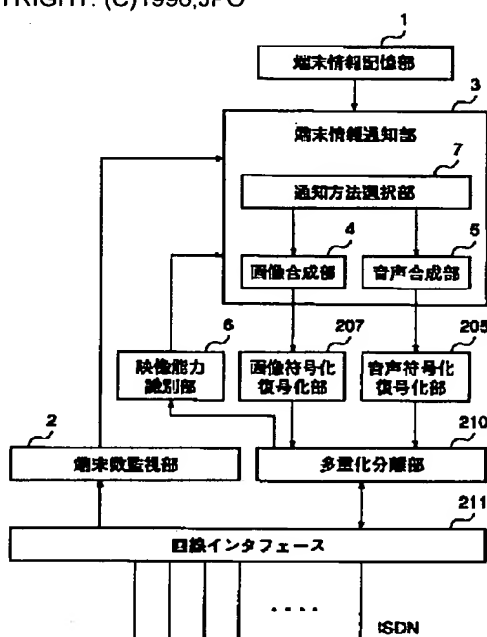 TRIGHT: (C)1996,JPO
1
端末情報記憶部
3
端末情報通知部
7
通知方法選択部
4
5
画像合成部
音声合成部
6
207
205
映像能力
識別部
画像符号化
復号化部
音声符号化
復号化部
2
210
端末数監視部
多重化分離部
211
回線インタフェース
ISDN